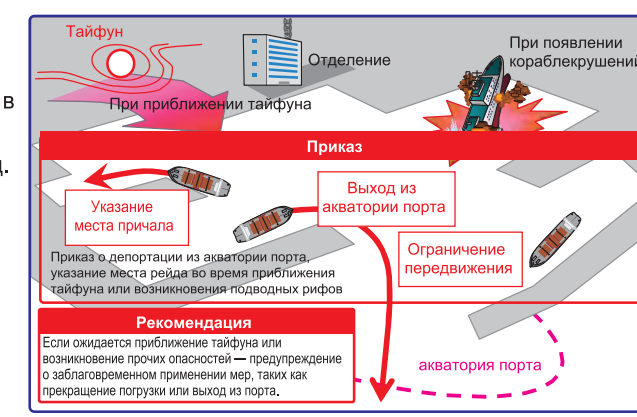 Тайфун
Отделение
При появлении
кораблекрушений
в
При приближении тайфуна
Приказ
Указание
места причала
Выход из
акватории порта
Ограничение
передвижения
Приказ о депортации из акватории порта,
указание места рейда во время приближения
тайфуна или возникновения подводных рифов
Рекомендация
Если ожидается приближение тайфуна или
возникновение прочих опасностей — предупреждение
о заблаговременном применении мер, таких как
прекращение погрузки или выход из порта.
акватория порта